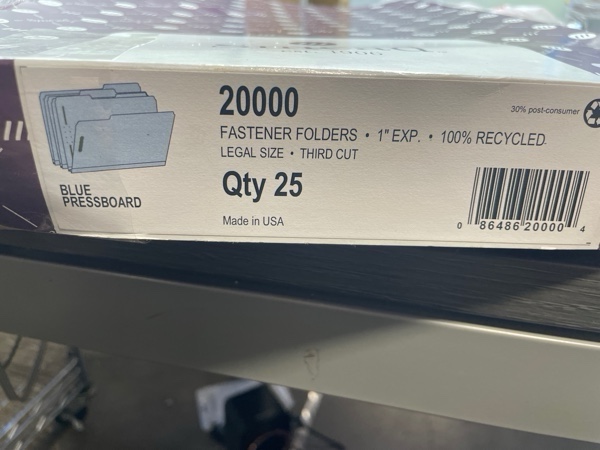 20000
30% post-consumer
FASTENER FOLDERS • 1" EXP. • 100% RECYCLED
LEGAL SIZE • THIRD CUT
Qty 25
BLUE
PRESSBOARD
Made in USA
0 86486 20000 4